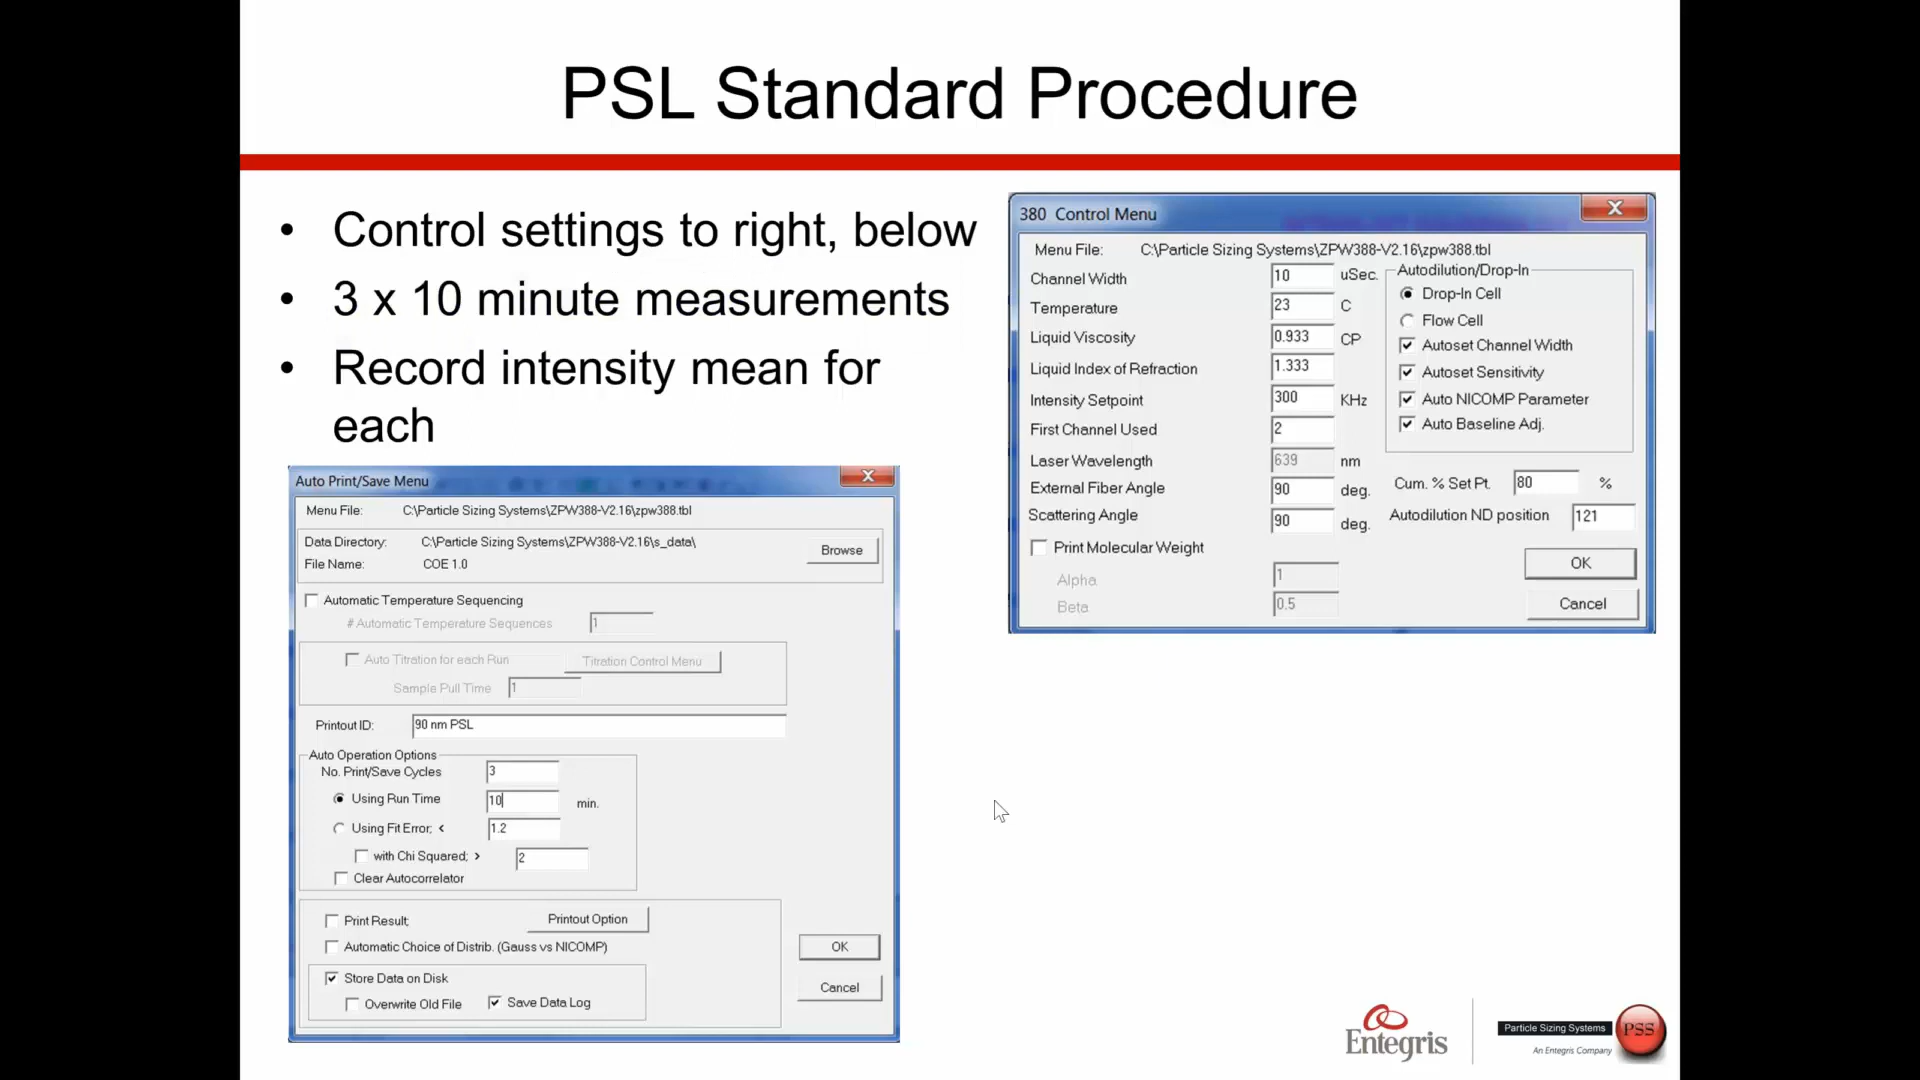 PSL Standard Procedure
• Control settings to right, below
• 3 x 10 minute measurements
• Record intensity mean for
each
380 Control Menu
Menu File: C:\Particle Sizing Systems\ZPW388-V2.16\zpw388.tbl
Channel Width 10 uSec.
Temperature 23 C
Liquid Viscosity 0.933 CP
Liquid Index of Refraction 1.333
Intensity Setpoint 300 KHz
First Channel Used 2
Laser Wavelength 639 nm
External Fiber Angle 90 deg.
Scattering Angle 90 deg.
Print Molecular Weight
Alpha 1
Beta 0.5
Autodilution/Drop-In
Drop-In Cell
Flow Cell
Autoset Channel Width
Autoset Sensitivity
Auto NICOMP Parameter
Auto Baseline Adj.
Cum. % Set Pt. 80 %
Autodilution ND position 121
OK
Cancel
Auto Print/Save Menu
Menu File: C:\Particle Sizing Systems\ZPW388-V2.16\zpw388.tbl
Data Directory: C:\Particle Sizing Systems\ZPW388-V2.16\s_data\
Browse
File Name: COE 1.0
Automatic Temperature Sequencing
# Automatic Temperature Sequences 1
Auto Titration for each Run Titration Control Menu
Sample Pull Time 1
Printout ID: 90 nm PSL
Auto Operation Options
No. Print/Save Cycles 3
Using Run Time 10 min.
Using Fit Error; < 1.2
with Chi Squared; > 2
Clear Autocorrelator
Print Result; Printout Option
Automatic Choice of Distrib. (Gauss vs NICOMP)
OK
Store Data on Disk
Cancel
Overwrite Old File Save Data Log
Entegris
Particle Sizing Systems
An Entegris Company
PSS